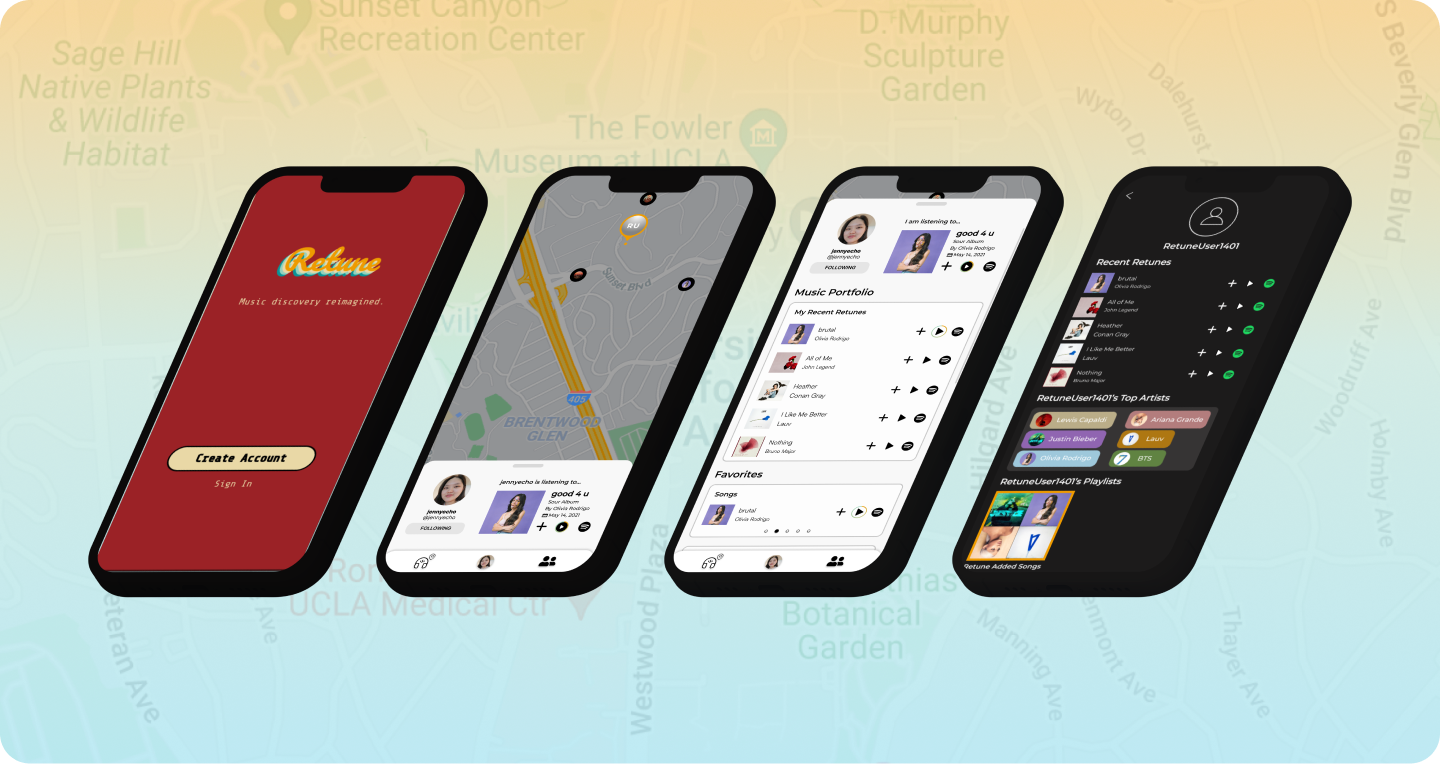 Sunset Canyon
Recreation Center
Sage Hill
Native Plants
& Wildlife
Habitat
D. Murphy
Sculpture
Garden
S Beverly Glen Blvd
Dalehurst A
Wyton Dr
The Fowler
Museum at UCLA
Retune
Music discovery reimagined.
Create Account
Sign In
RU
Sunset Blvd
405
BRENTWOOD
GLEN
jennyecho
@jennyecho
FOLLOWING
jennyecho is listening to...
good 4 u
Sour Album
By Olivia Rodrigo
May 14, 2021
jennyecho
@jennyecho
FOLLOWING
I am listening to...
good 4 u
Sour Album
By Olivia Rodrigo
May 14, 2021
Music Portfolio
My Recent Retunes
brutal
Olivia Rodrigo
All of Me
John Legend
Heather
Conan Gray
I Like Me Better
Lauv
Nothing
Bruno Major
Favorites
Songs
brutal
Olivia Rodrigo
RetuneUser1401
Recent Retunes
brutal
Olivia Rodrigo
All of Me
John Legend
Heather
Conan Gray
I Like Me Better
Lauv
Nothing
Bruno Major
RetuneUser1401's Top Artists
Lewis Capaldi
Ariana Grande
Justin Bieber
Lauv
Olivia Rodrigo
BTS
RetuneUser1401's Playlists
Retune Added Songs
Hilgard Ave
Woodruff Ave
Holmby Ave
UCLA Medical Ctr
Westwood Plaza
Botanical
Garden
eteran Ave
Ave
Manning Ave
enmont Ave
Thayer Ave